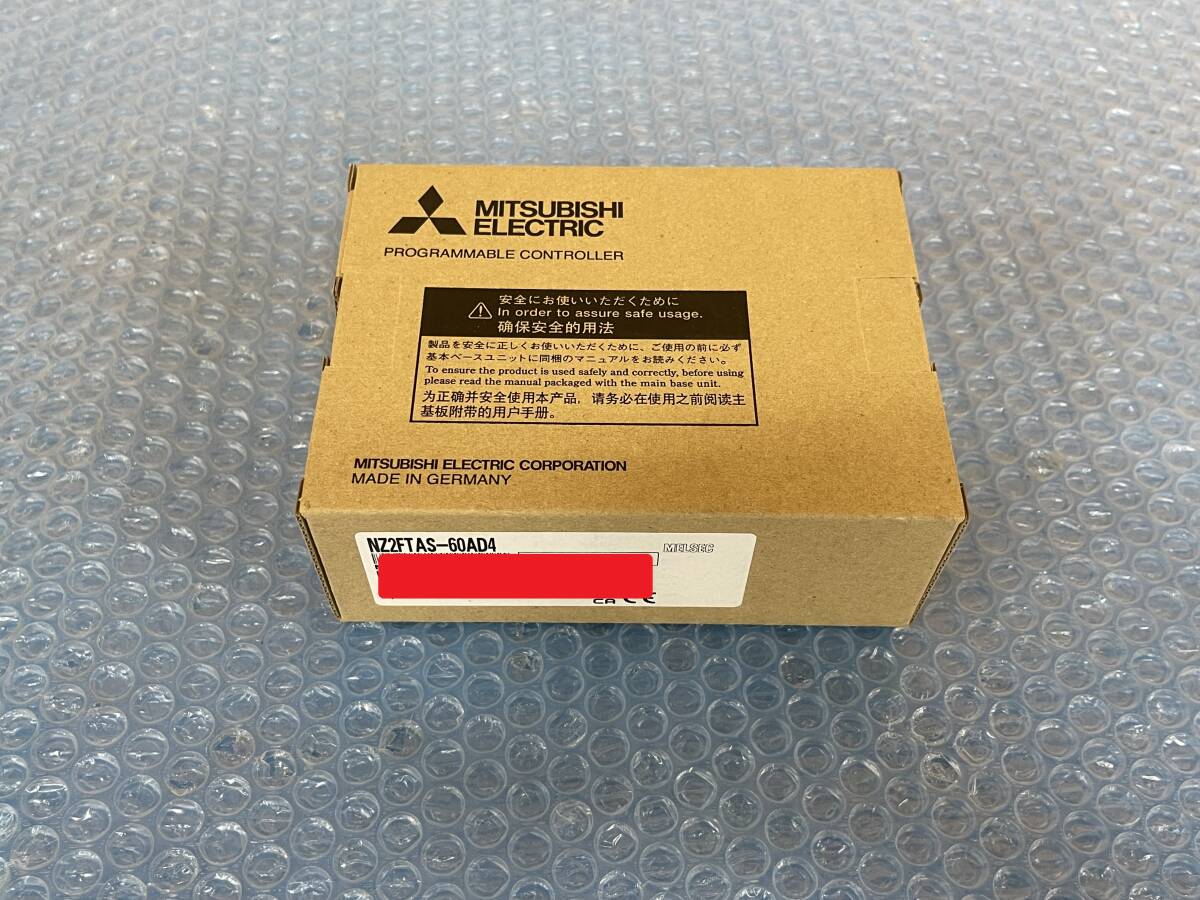 MITSUBISHI
ELECTRIC
PROGRAMMABLE CONTROLLER
安全にお使いいただくために
In order to assure safe usage.
确保安全的用法
製品を安全に正しくお使いいただくために、ご使用の前に必ず
基本ベースユニットに同梱のマニュアルをお読みください。
To ensure the product is used safely and correctly, before using
please read the manual packaged with the main base unit.
为正确并安全使用本产品，请务必在使用之前阅读主
基板附带的用户手册。
MITSUBISHI ELECTRIC CORPORATION
MADE IN GERMANY
NZ2FTAS-60AD4
MELSEC